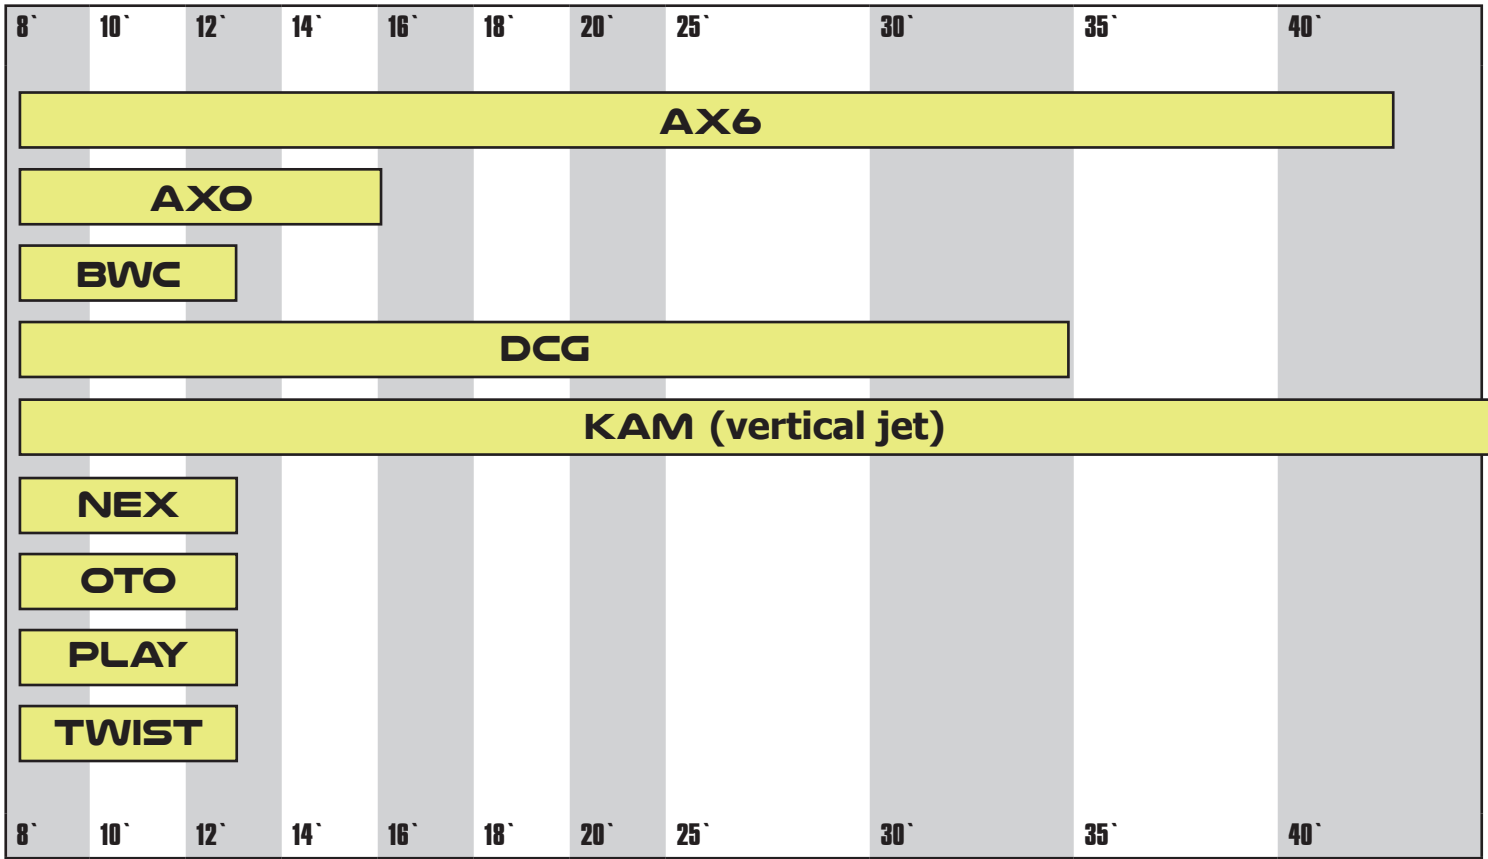 8` 10` 12` 14` 16` 18` 20` 25` 30` 35` 40`
AX6
AXO
BWC
DCG
KAM (vertical jet)
NEX
OTO
PLAY
TWIST
8` 10` 12` 14` 16` 18` 20` 25` 30` 35` 40`